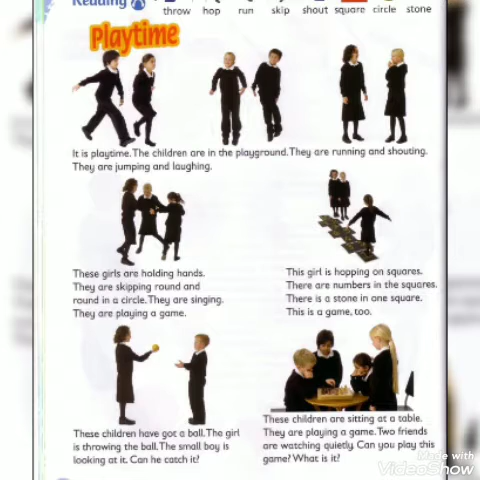 Reading A
throw hop run skip shout square circle stone
Playtime
It is playtime. The children are in the playground. They are running and shouting.
They are jumping and laughing.
These girls are holding hands.
They are skipping round and
round in a circle. They are singing.
They are playing a game.
This girl is hopping on squares.
There are numbers in the squares.
There is a stone in one square.
This is a game, too.
These children have got a ball. The girl
is throwing the ball. The small boy is
looking at it. Can he catch it?
These children are sitting at a table.
They are playing a game. Two friends
are watching quietly. Can you play this
game? What is it?
Made with
VideoShow